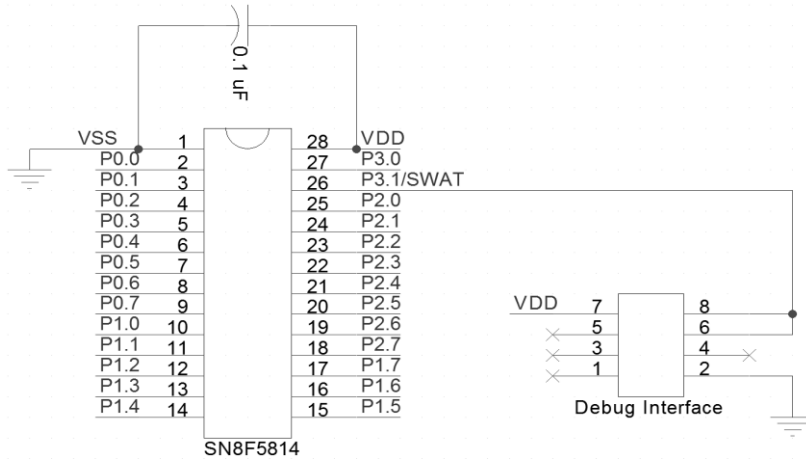 0.1 uF
VSS 1 28 VDD
P0.0 2 27 P3.0
P0.1 3 26 P3.1/SWAT
P0.2 4 25 P2.0
P0.3 5 24 P2.1
P0.4 6 23 P2.2
P0.5 7 22 P2.3
P0.6 8 21 P2.4
P0.7 9 20 P2.5
P1.0 10 19 P2.6
P1.1 11 18 P2.7
P1.2 12 17 P1.7
P1.3 13 16 P1.6
P1.4 14 15 P1.5
SN8F5814
VDD 7 8
5 6
3 4
1 2
Debug Interface